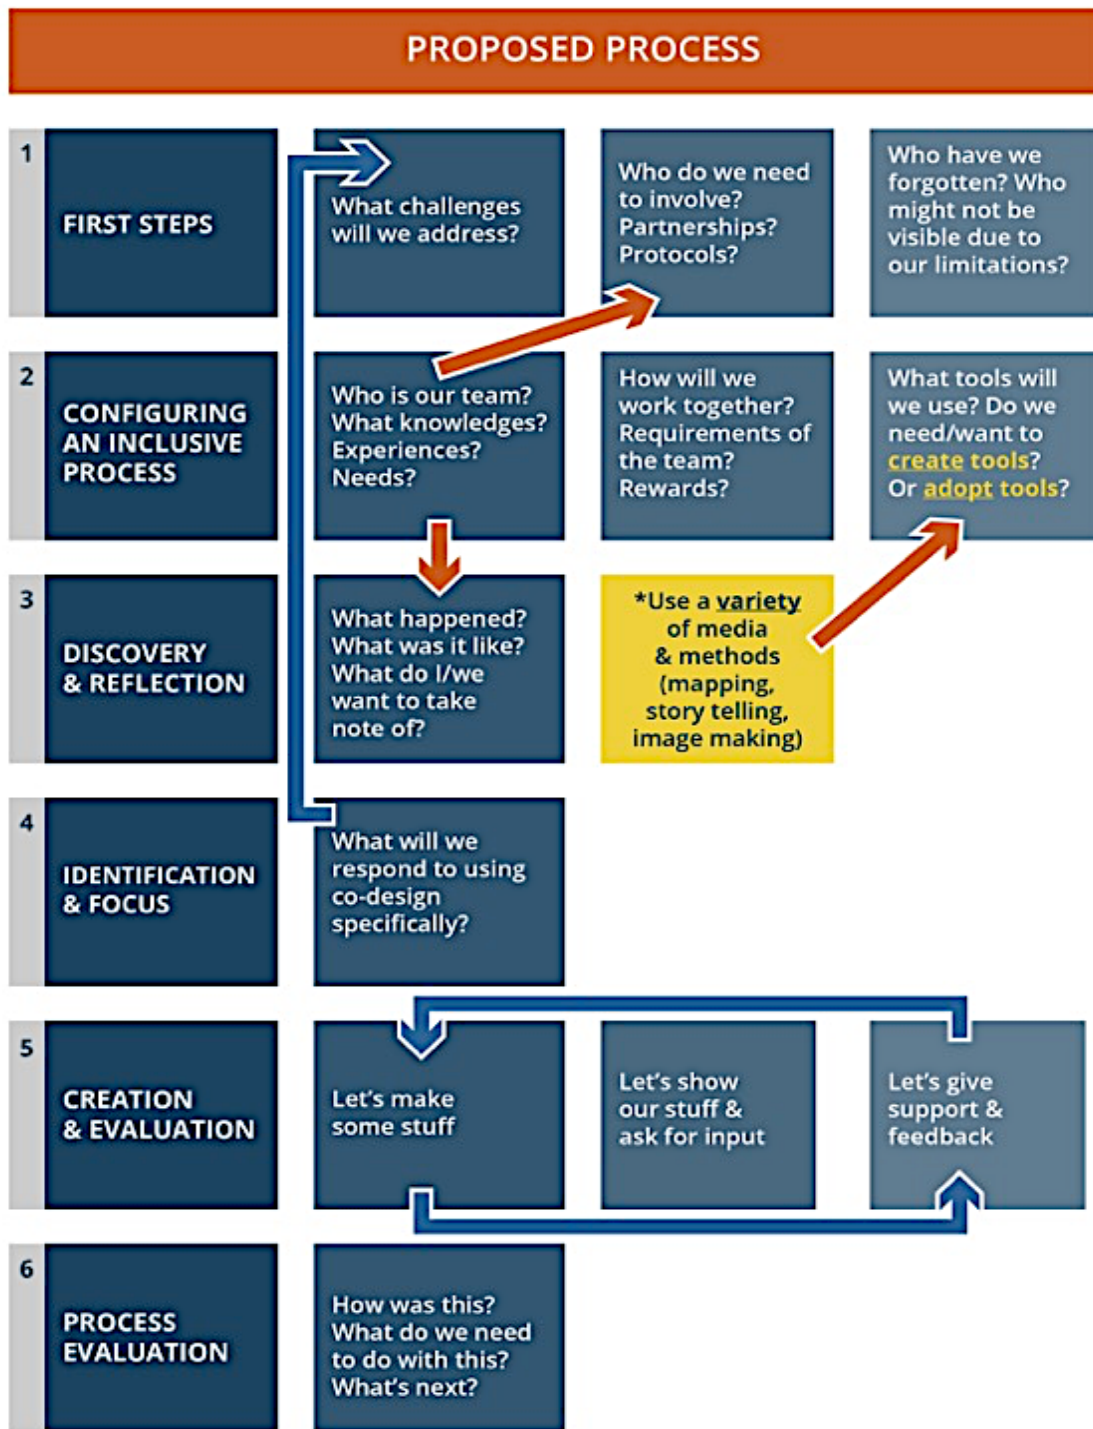 PROPOSED PROCESS
1
FIRST STEPS
What challenges
will we address?
Who do we need
to involve?
Partnerships?
Protocols?
Who have we
forgotten? Who
might not be
visible due to
our limitations?
2
CONFIGURING
AN INCLUSIVE
PROCESS
Who is our team?
What knowledges?
Experiences?
Needs?
How will we
work together?
Requirements of
the team?
Rewards?
What tools will
we use? Do we
need/want to
create tools?
Or adopt tools?
3
DISCOVERY
& REFLECTION
What happened?
What was it like?
What do I/we
want to take
note of?
*Use a variety
of media
& methods
(mapping,
story telling,
image making)
4
IDENTIFICATION
& FOCUS
What will we
respond to using
co-design
specifically?
5
CREATION
& EVALUATION
Let's make
some stuff
Let's show
our stuff &
ask for input
Let's give
support &
feedback
6
PROCESS
EVALUATION
How was this?
What do we need
to do with this?
What's next?